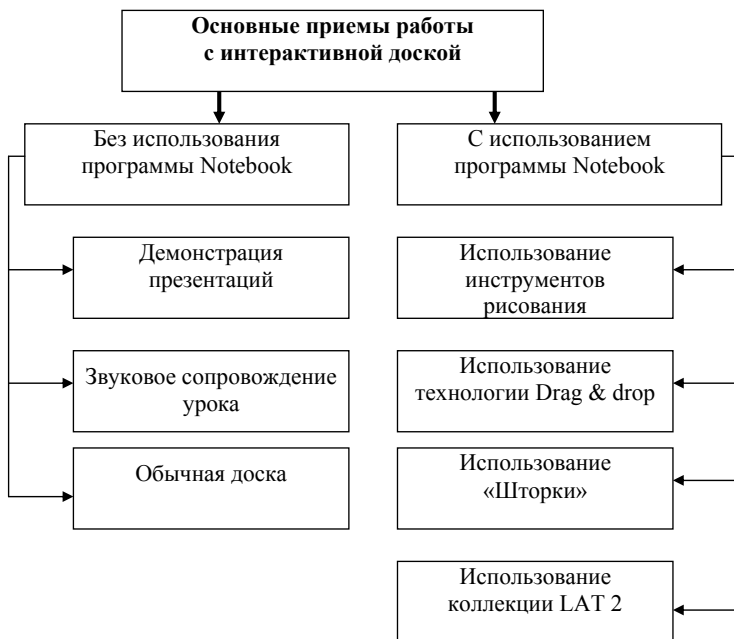 Основные приемы работы
с интерактивной доской
Без использования
программы Notebook
С использованием
программы Notebook
Демонстрация
презентаций
Использование
инструментов
рисования
Звуковое сопровождение
урока
Использование
технологии Drag & drop
Обычная доска
Использование
«Шторки»
Использование
коллекции LAT 2